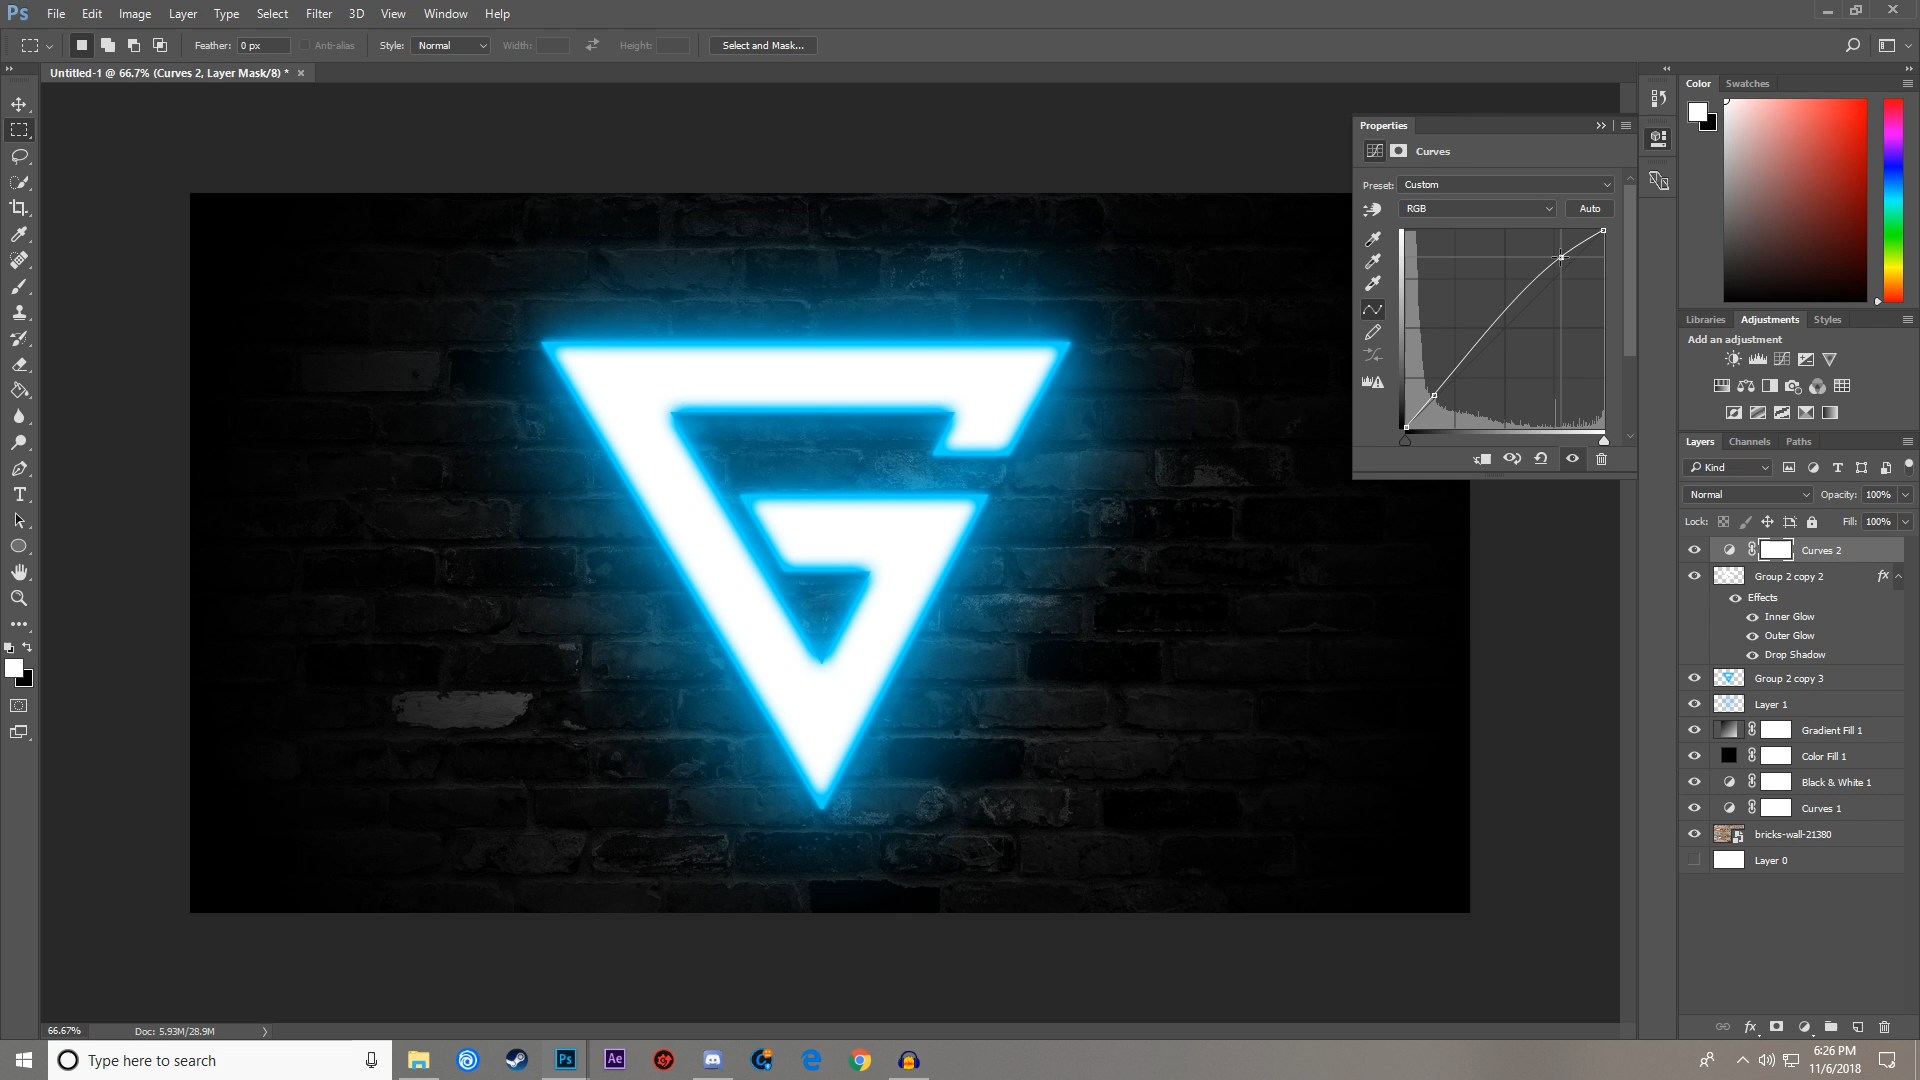 Ps File Edit Image Layer Type Select Filter 3D View Window Help
Feather: 0 px Anti-alias Style: Normal Width: Height: Select and Mask...
Untitled-1 @ 66.7% (Curves 2, Layer Mask/8) * ×
Properties
Curves
Preset: Custom
RGB Auto
Color Swatches
Libraries Adjustments Styles
Add an adjustment
Layers Channels Paths
Kind
Normal Opacity: 100%
Lock: Fill: 100%
Curves 2
Group 2 copy 2 fx
Effects
Inner Glow
Outer Glow
Drop Shadow
Group 2 copy 3
Layer 1
Gradient Fill 1
Color Fill 1
Black & White 1
Curves 1
bricks-wall-21380
Layer 0
fx
66.67% Doc: 5.93M/28.9M
Type here to search
Ps Ae
6:26 PM
11/6/2018